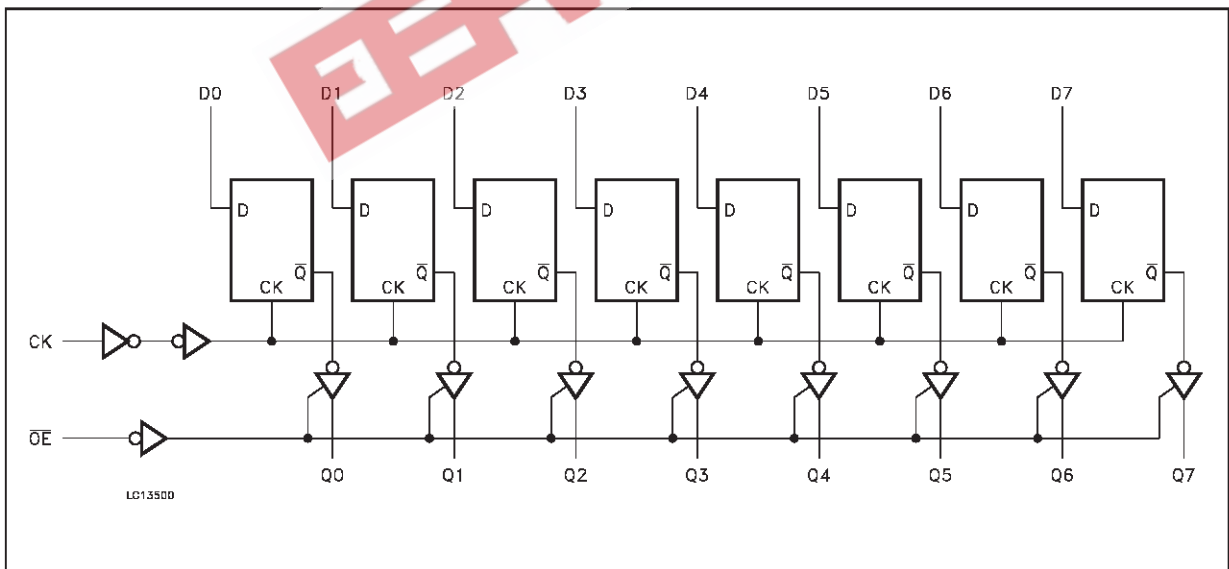 D0 D1 D2 D3 D4 D5 D6 D7
D D D D D D D D
Q̅ Q̅ Q̅ Q̅ Q̅ Q̅ Q̅ Q̅
CK CK CK CK CK CK CK CK
CK
O̅E̅
Q0 Q1 Q2 Q3 Q4 Q5 Q6 Q7
LC13500